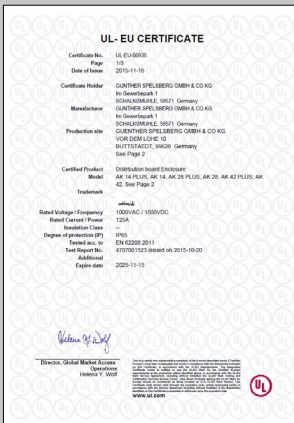 UL- EU CERTIFICATE
Certificate No. UL-EU-00935
Page 1/3
Date of Issue 2015-11-16
Certificate Holder GUNTHER SPELSBERG GMBH & CO KG
Im Gewerbepark 1
SCHALKSMUHLE, 58571 Germany
Manufacturer GUNTHER SPELSBERG GMBH & CO KG
Im Gewerbepark 1
SCHALKSMUHLE, 58571 Germany
Production site GUENTHER SPELSBERG GMBH & CO KG
VOR DEM LOHE 10
BUTTSTAEDT, 99628 Germany
See Page 2
Certified Product Distribution board Enclosure
Model AK 14 PLUS, AK 14, AK 28 PLUS, AK 28, AK 42 PLUS, AK
42, See Page 2
Trademark
Rated Voltage / Frequency 1000VAC / 1500VDC
Rated Current / Power 125A
Insulation Class --
Degree of protection (IP) IP65
Tested acc. to EN 62208:2011
Test Report No. 4787001523 issued on 2015-10-20
Additional
Expire date 2025-11-15
Helena Y. Wolf
Director, Global Market Access
Operations
Helena Y. Wolf
www.ul.com
UL